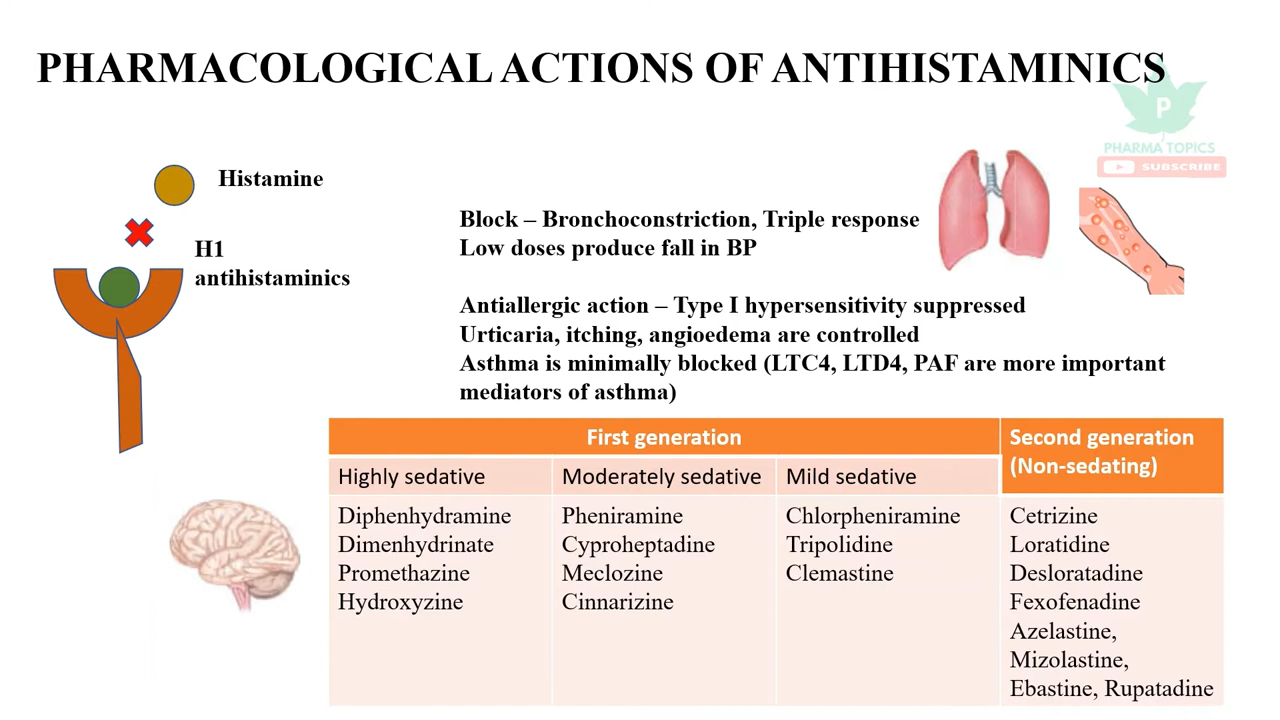 PHARMACOLOGICAL ACTIONS OF ANTIHISTAMINICS
P
PHARMA TOPICS
SUBSCRIBE
Histamine
H1
antihistaminics
Block – Bronchoconstriction, Triple response
Low doses produce fall in BP
Antiallergic action – Type I hypersensitivity suppressed
Urticaria, itching, angioedema are controlled
Asthma is minimally blocked (LTC4, LTD4, PAF are more important
mediators of asthma)
First generation
Second generation
(Non-sedating)
Highly sedative
Moderately sedative
Mild sedative
Diphenhydramine
Dimenhydrinate
Promethazine
Hydroxyzine
Pheniramine
Cyproheptadine
Meclozine
Cinnarizine
Chlorpheniramine
Tripolidine
Clemastine
Cetrizine
Loratidine
Desloratadine
Fexofenadine
Azelastine,
Mizolastine,
Ebastine, Rupatadine